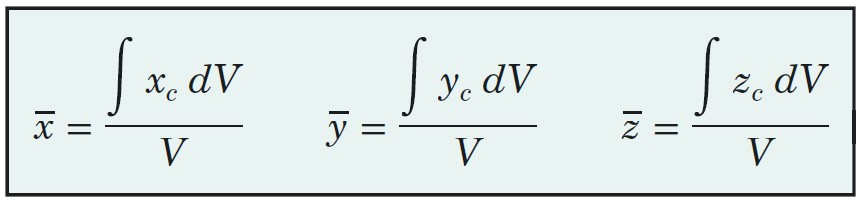 x̄ = ∫ x_c dV / V    ȳ = ∫ y_c dV / V    z̄ = ∫ z_c dV / V